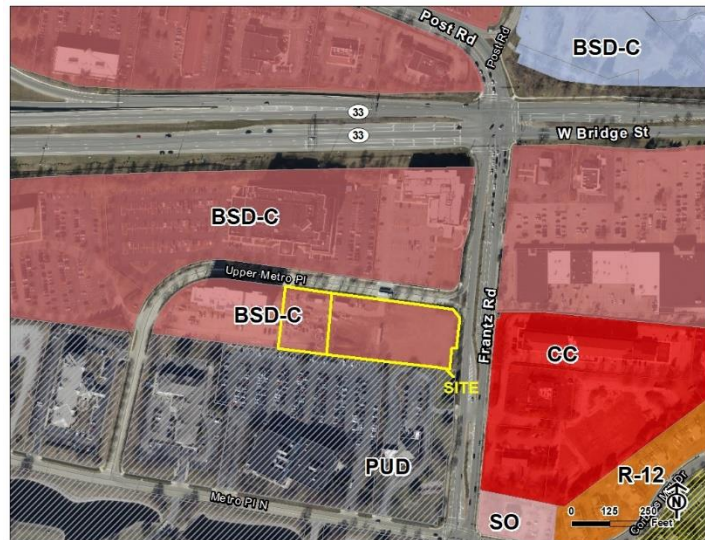 Post Rd
Post Rd
BSD-C
33
33
W Bridge St
BSD-C
Upper Metro Pl
BSD-C
Frantz Rd
CC
SITE
PUD
R-12
Metro Pl N
SO
0 125 250
Feet
N